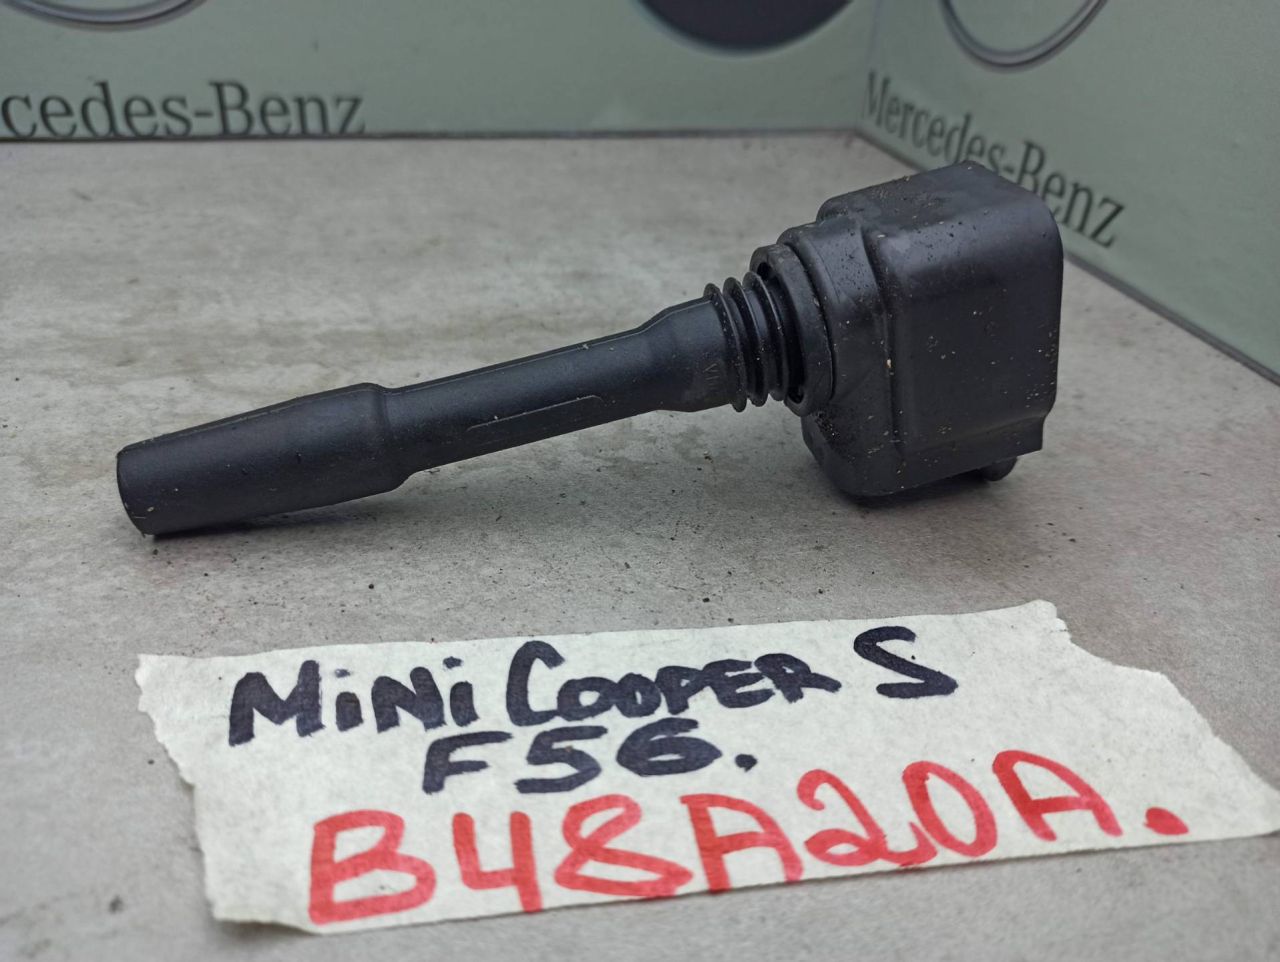 cedes-Benz
Mercedes-Benz
MiNi COOPER S
F56.
B48A20A.